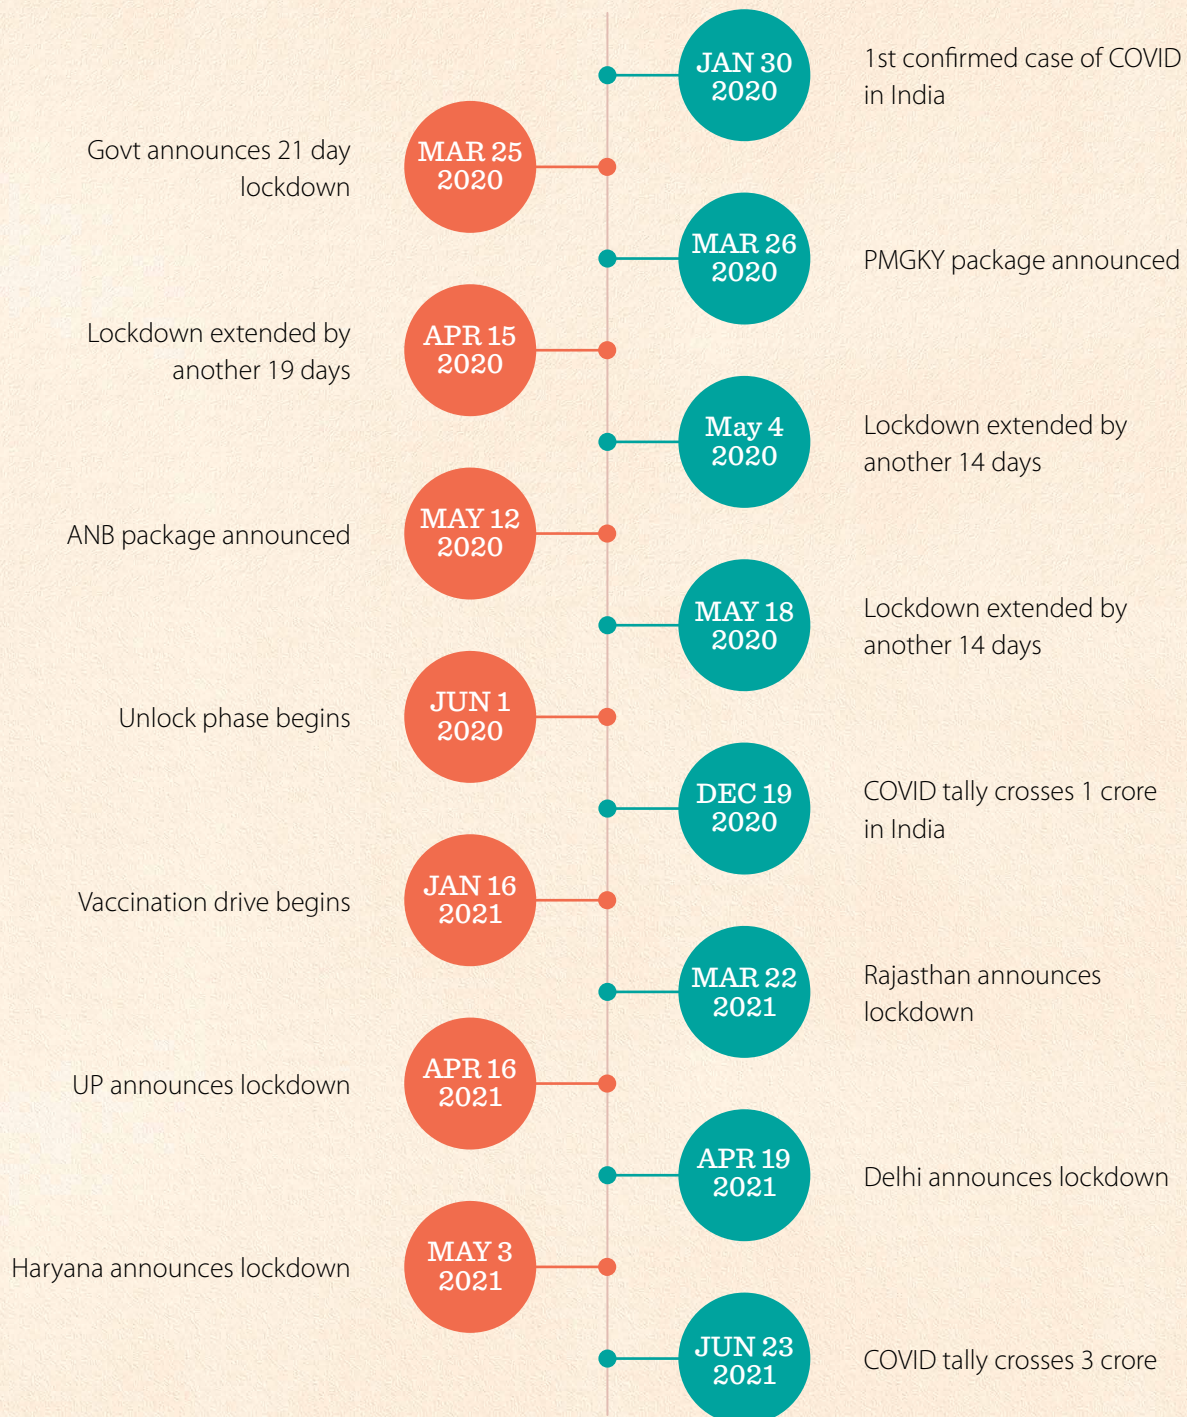 JAN 30
2020
1st confirmed case of COVID
in India
Govt announces 21 day
lockdown
MAR 25
2020
MAR 26
2020
PMGKY package announced
Lockdown extended by
another 19 days
APR 15
2020
May 4
2020
Lockdown extended by
another 14 days
ANB package announced
MAY 12
2020
MAY 18
2020
Lockdown extended by
another 14 days
Unlock phase begins
JUN 1
2020
DEC 19
2020
COVID tally crosses 1 crore
in India
Vaccination drive begins
JAN 16
2021
MAR 22
2021
Rajasthan announces
lockdown
UP announces lockdown
APR 16
2021
APR 19
2021
Delhi announces lockdown
Haryana announces lockdown
MAY 3
2021
JUN 23
2021
COVID tally crosses 3 crore